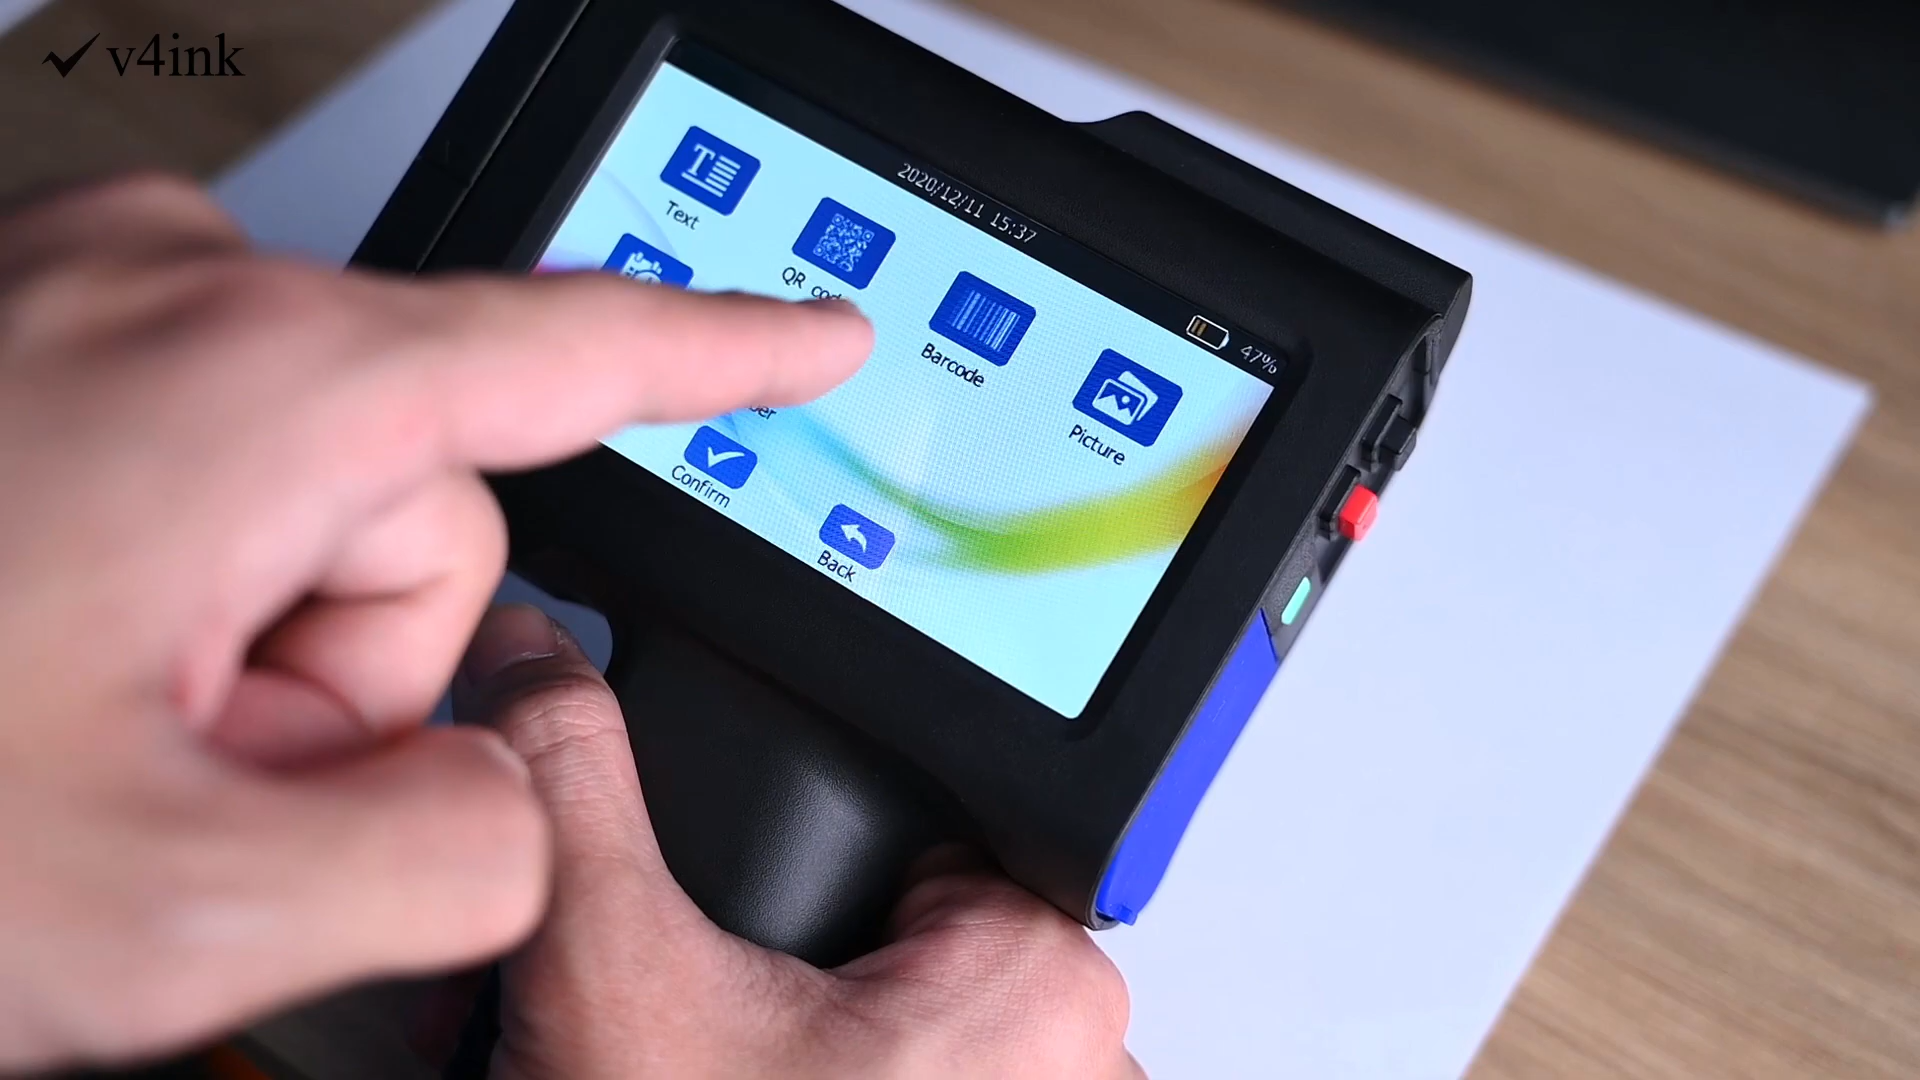 v4ink
2020/12/11 15:37
47%
Text
QR
Barcode
Picture
Confirm
Back